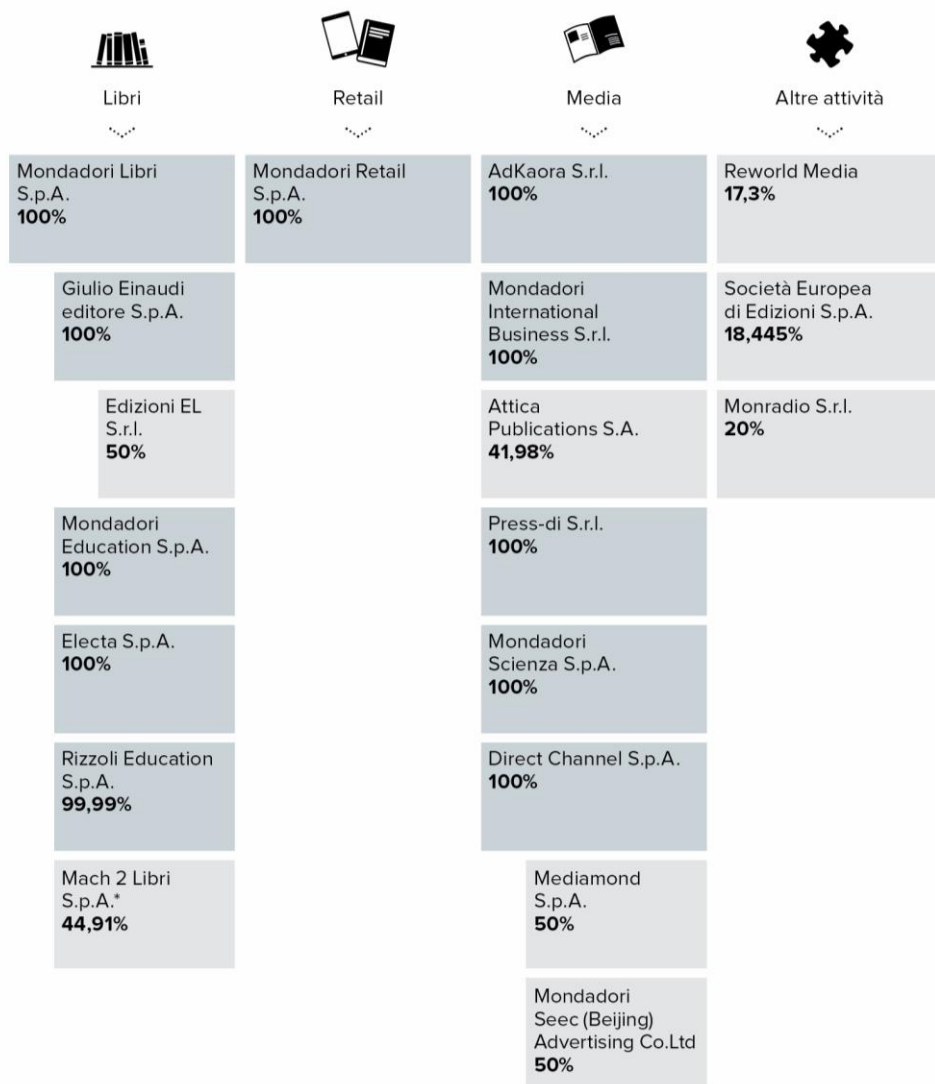 Libri
Mondadori Libri
S.p.A.
100%
Giulio Einaudi
editore S.p.A.
100%
Edizioni EL
S.r.l.
50%
Mondadori
Education S.p.A.
100%
Electa S.p.A.
100%
Rizzoli Education
S.p.A.
99,99%
Mach 2 Libri
S.p.A.*
44,91%
Retail
Mondadori Retail
S.p.A.
100%
Media
AdKaora S.r.l.
100%
Mondadori
International
Business S.r.l.
100%
Attica
Publications S.A.
41,98%
Press-di S.r.l.
100%
Mondadori
Scienza S.p.A.
100%
Direct Channel S.p.A.
100%
Mediamond
S.p.A.
50%
Mondadori
Seec (Beijing)
Advertising Co.Ltd
50%
Altre attività
Reworld Media
17,3%
Società Europea
di Edizioni S.p.A.
18,445%
Monradio S.r.l.
20%